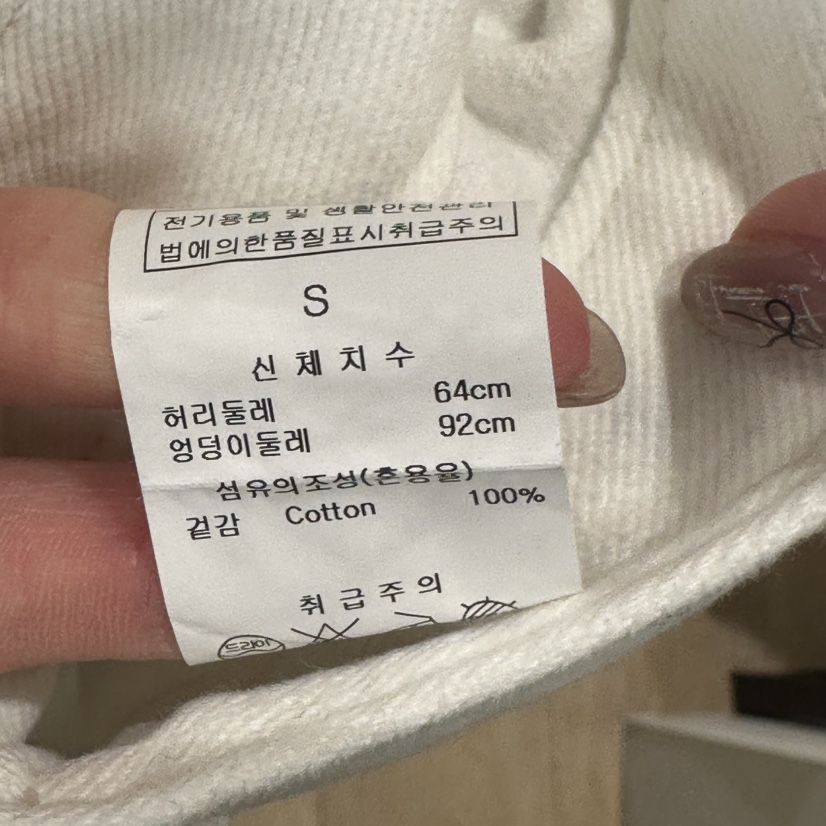 전기용품 및 생활안전관리
법에의한품질표시취급주의
S
신체치수
허리둘레 64cm
엉덩이둘레 92cm
섬유의조성(혼용율)
겉감 Cotton 100%
취급주의
드라이